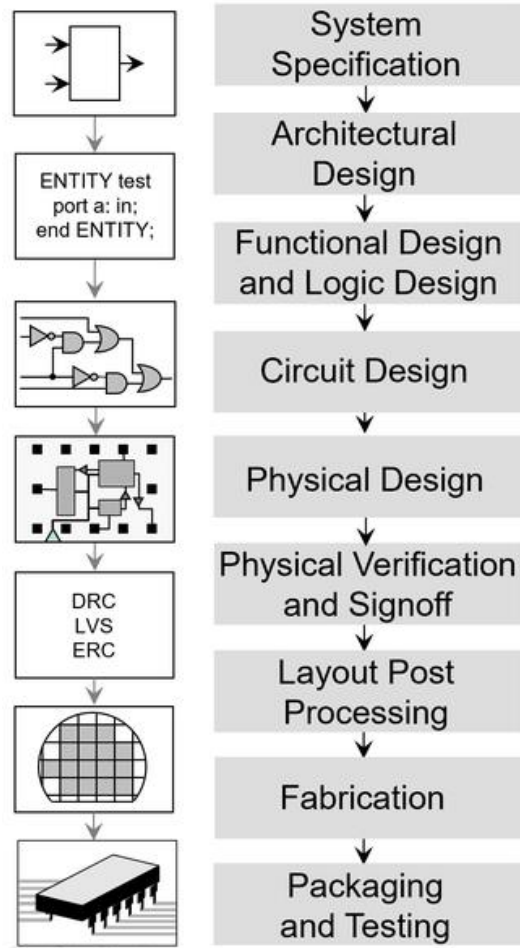 System
Specification
Architectural
Design
ENTITY test
port a: in;
end ENTITY;
Functional Design
and Logic Design
Circuit Design
Physical Design
Physical Verification
and Signoff
DRC
LVS
ERC
Layout Post
Processing
Fabrication
Packaging
and Testing